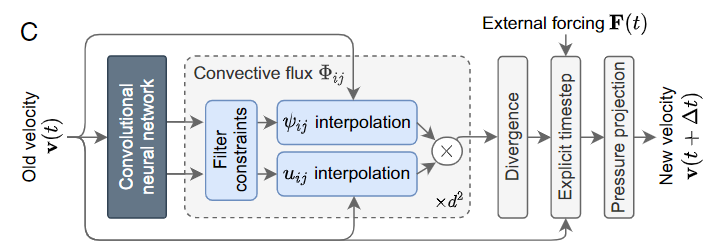 C
External forcing F(t)
Old velocity
v(t)
Convolutional
neural network
Convective flux Φij
Filter
constraints
ψij interpolation
uij interpolation
×
×d²
Divergence
Explicit timestep
Pressure projection
New velocity
v(t + Δt)